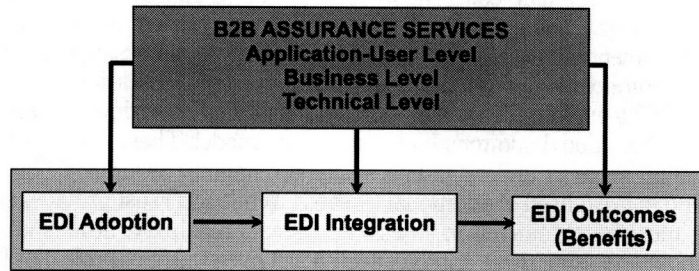 B2B ASSURANCE SERVICES
Application-User Level
Business Level
Technical Level
EDI Adoption
EDI Integration
EDI Outcomes
(Benefits)